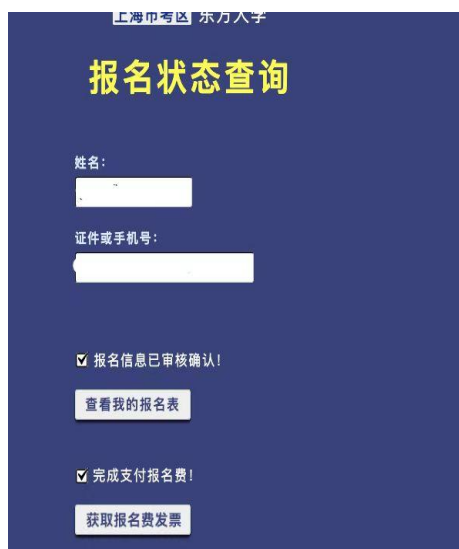 上海市考区 东方大学
报名状态查询
姓名：
证件或手机号：
报名信息已审核确认！
查看我的报名表
完成支付报名费！
获取报名费发票